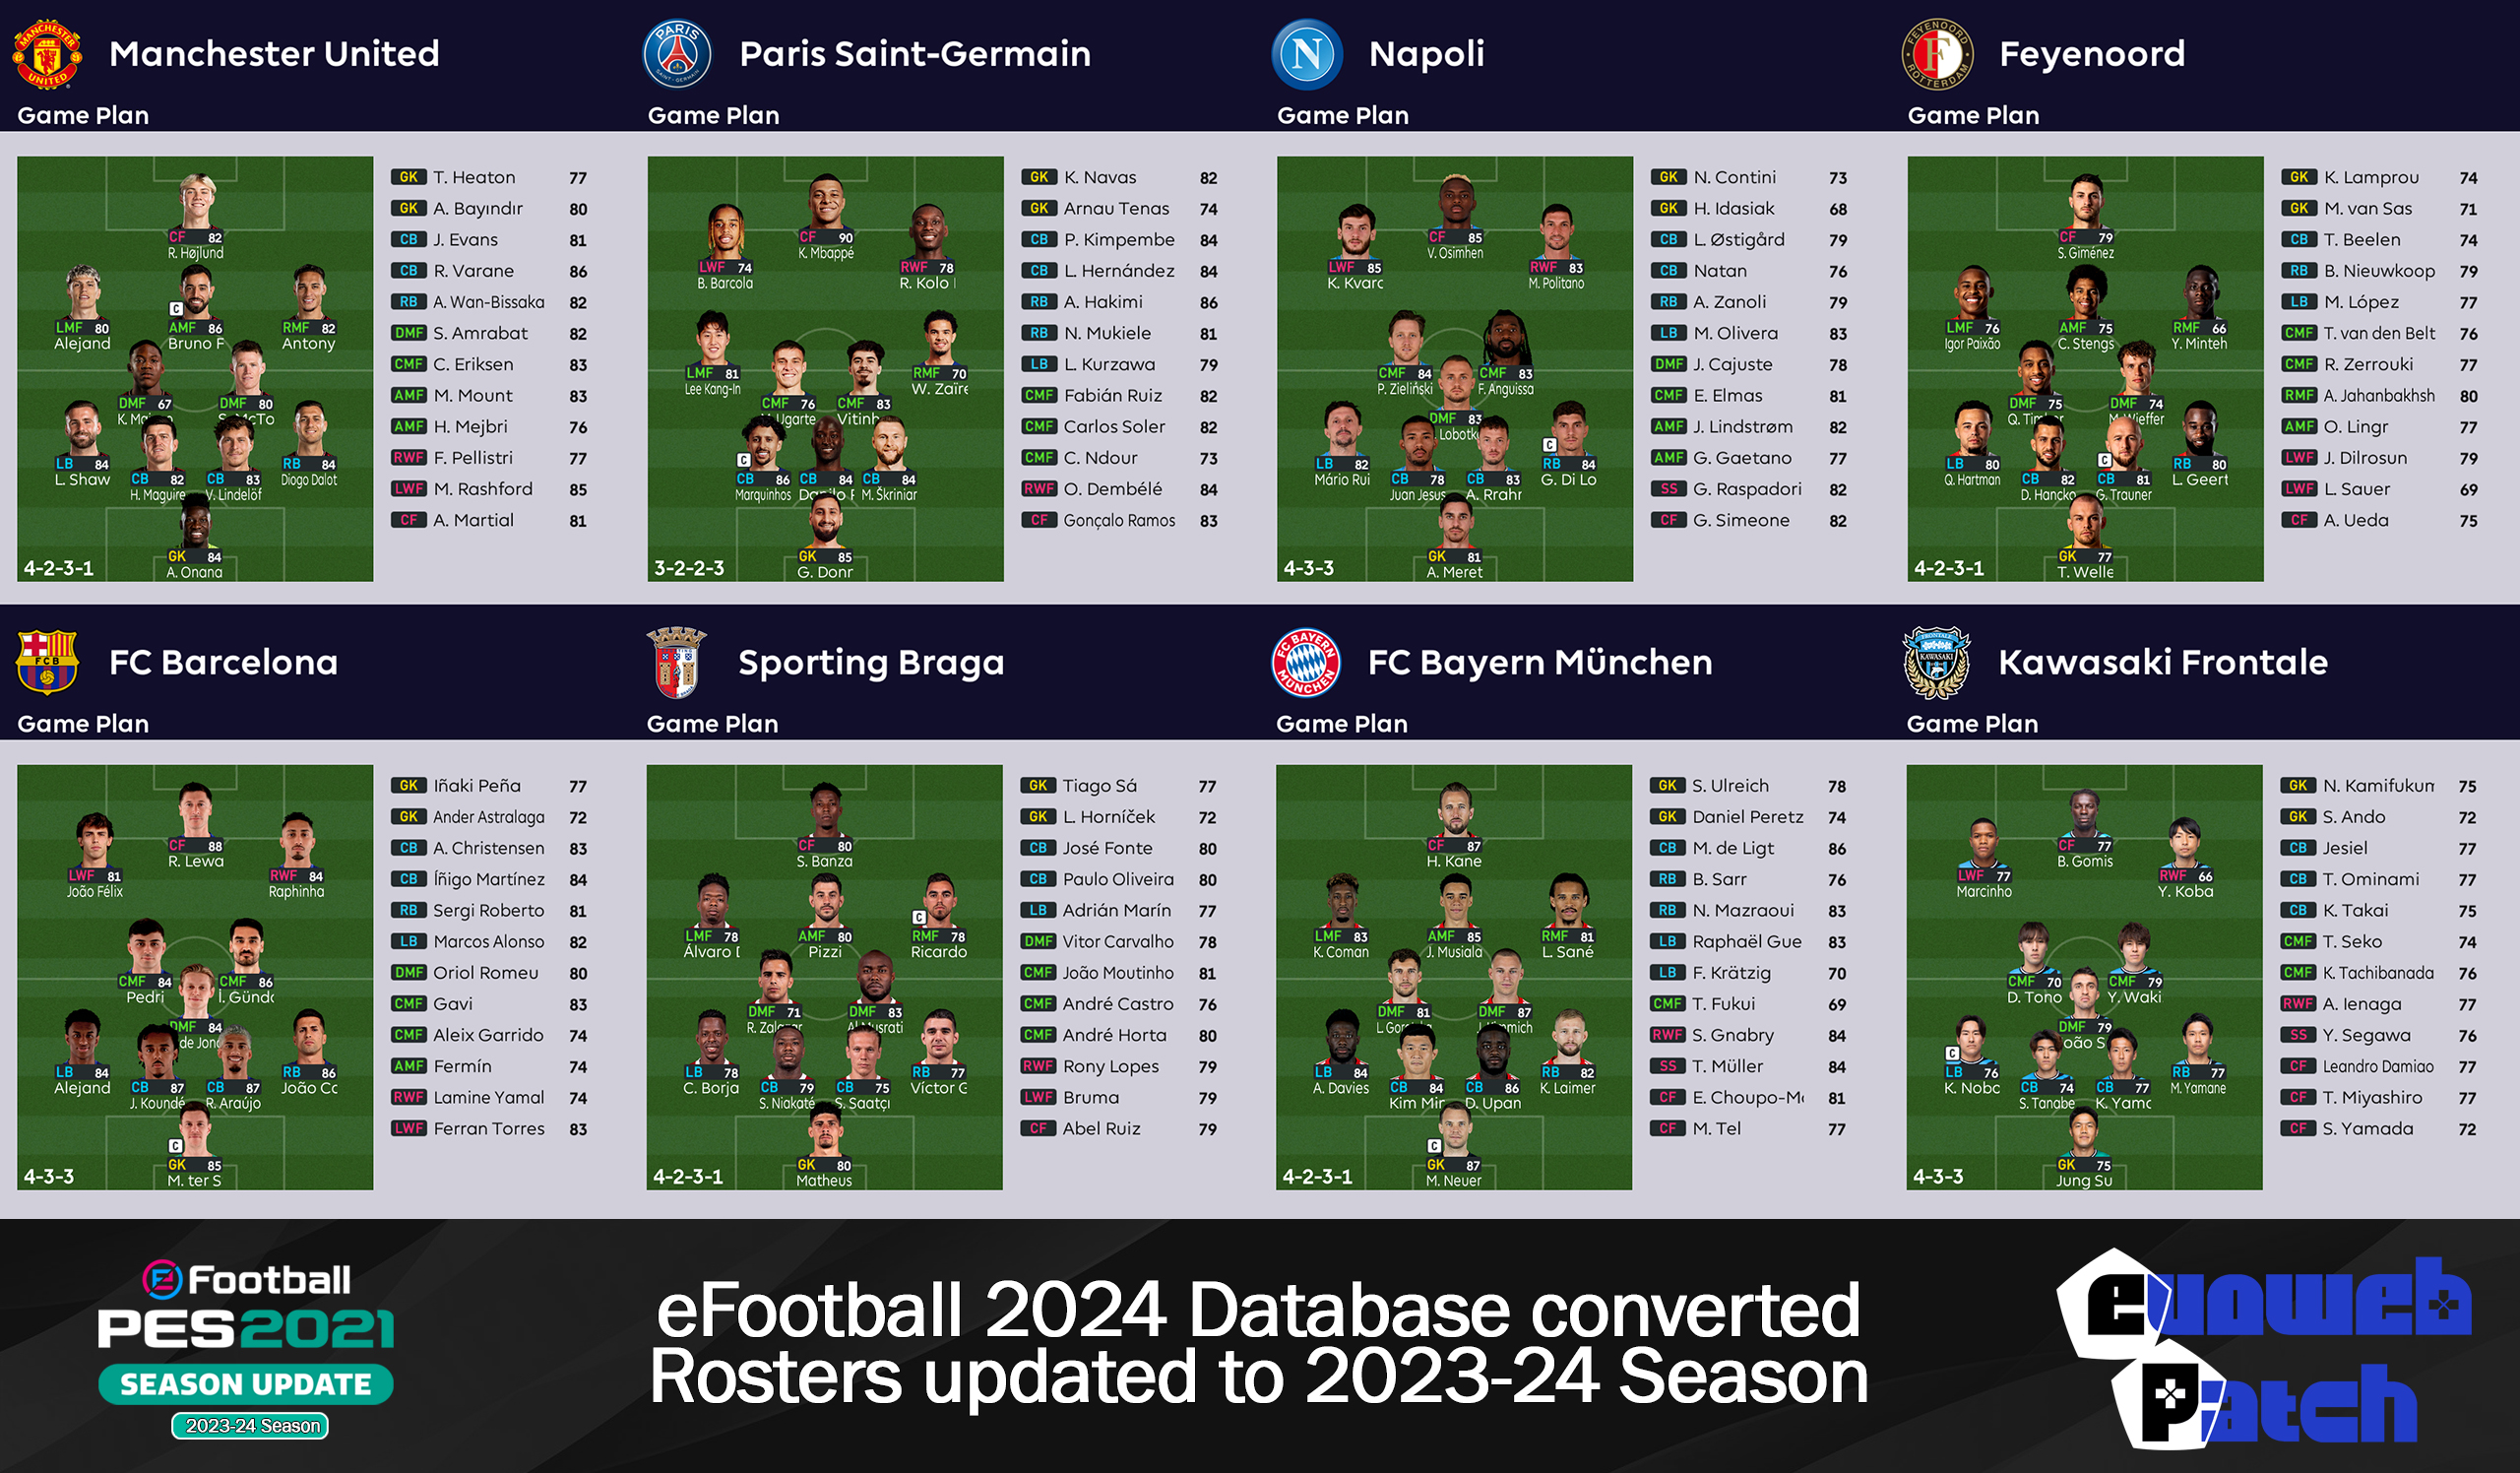 Manchester United
Game Plan
CF 82
R. Højlund
LMF 80
Alejand
C
AMF 86
Bruno F
RMF 82
Antony
DMF 67
DMF 80
LB 84
L. Shaw
CB 82
H. Maguire
CB 83
V. Lindelöf
RB 84
Diogo Dalot
GK 84
A. Onana
4-2-3-1
GK T. Heaton 77
GK A. Bayındır 80
CB J. Evans 81
CB R. Varane 86
RB A. Wan-Bissaka 82
DMF S. Amrabat 82
CMF C. Eriksen 83
AMF M. Mount 83
AMF H. Mejbri 76
RWF F. Pellistri 77
LWF M. Rashford 85
CF A. Martial 81
Paris Saint-Germain
Game Plan
LWF 74
B. Barcola
CF 90
K. Mbappé
RWF 78
R. Kolo
LMF 81
Lee Kang-In
CMF 76
CMF 83
Vitinh
RMF 70
W. Zaïre
C
CB 86
Marquinhos
CB 84
CB 84
M. Škriniar
GK 85
G. Donr
3-2-2-3
GK K. Navas 82
GK Arnau Tenas 74
CB P. Kimpembe 84
CB L. Hernández 84
RB A. Hakimi 86
RB N. Mukiele 81
LB L. Kurzawa 79
CMF Fabián Ruiz 82
CMF Carlos Soler 82
CMF C. Ndour 73
RWF O. Dembélé 84
CF Gonçalo Ramos 83
Napoli
Game Plan
LWF 85
K. Kvarc
CF 85
V. Osimhen
RWF 83
M. Politano
CMF 84
P. Zieliński
CMF 83
F. Anguissa
DMF 83
Lobotk
LB 82
Mário Rui
CB 78
Juan Jesus
CB 83
A. Rrahr
C
RB 84
G. Di Lo
GK 81
A. Meret
4-3-3
GK N. Contini 73
GK H. Idasiak 68
CB L. Østigård 79
CB Natan 76
RB A. Zanoli 79
LB M. Olivera 83
DMF J. Cajuste 78
CMF E. Elmas 81
AMF J. Lindstrøm 82
AMF G. Gaetano 77
SS G. Raspadori 82
CF G. Simeone 82
Feyenoord
Game Plan
CF 79
S. Giménez
LMF 76
Igor Paixão
AMF 75
C. Stengs
RMF 66
Y. Minteh
DMF 75
DMF 74
LB 80
Q. Hartman
CB 82
D. Hancko
C
CB 81
G. Trauner
RB 80
L. Geert
GK 77
T. Welle
4-2-3-1
GK K. Lamprou 74
GK M. van Sas 71
CB T. Beelen 74
RB B. Nieuwkoop 79
LB M. López 77
CMF T. van den Belt 76
CMF R. Zerrouki 77
RMF A. Jahanbakhsh 80
AMF O. Lingr 77
LWF J. Dilrosun 79
LWF L. Sauer 69
CF A. Ueda 75
FC Barcelona
Game Plan
LWF 81
João Félix
CF 88
R. Lewa
RWF 84
Raphinha
CMF 84
Pedri
CMF 86
İ. Günd
DMF 84
de Jong
LB 84
Alejand
CB 87
J. Koundé
CB 87
R. Araújo
RB 86
João Cc
C
GK 85
M. ter S
4-3-3
GK Iñaki Peña 77
GK Ander Astralaga 72
CB A. Christensen 83
CB Íñigo Martínez 84
RB Sergi Roberto 81
LB Marcos Alonso 82
DMF Oriol Romeu 80
CMF Gavi 83
CMF Aleix Garrido 74
AMF Fermín 74
RWF Lamine Yamal 74
LWF Ferran Torres 83
Sporting Braga
Game Plan
CF 80
S. Banza
LMF 78
Álvaro
AMF 80
Pizzi
C
RMF 78
Ricardo
DMF 71
DMF 83
LB 78
C. Borja
CB 79
S. Niakaté
CB 75
S. Saatçı
RB 77
Víctor G
GK 80
Matheus
4-2-3-1
GK Tiago Sá 77
GK L. Horníček 72
CB José Fonte 80
CB Paulo Oliveira 80
LB Adrián Marín 77
DMF Vitor Carvalho 78
CMF João Moutinho 81
CMF André Castro 76
CMF André Horta 80
RWF Rony Lopes 79
LWF Bruma 79
CF Abel Ruiz 79
FC Bayern München
Game Plan
CF 87
H. Kane
LMF 83
K. Coman
AMF 85
J. Musiala
RMF 81
L. Sané
DMF 81
DMF 87
LB 84
A. Davies
CB 84
Kim Mir
CB 86
D. Upan
RB 82
K. Laimer
C
GK 87
M. Neuer
4-2-3-1
GK S. Ulreich 78
GK Daniel Peretz 74
CB M. de Ligt 86
RB B. Sarr 76
RB N. Mazraoui 83
LB Raphaël Gue 83
LB F. Krätzig 70
CMF T. Fukui 69
RWF S. Gnabry 84
SS T. Müller 84
CF E. Choupo-Mo 81
CF M. Tel 77
Kawasaki Frontale
Game Plan
LWF 77
Marcinho
CF 77
B. Gomis
RWF 66
Y. Koba
CMF 70
D. Tono
CMF 79
Y. Waki
DMF 79
João S
C
LB 76
K. Nobo
CB 74
S. Tanabe
CB 77
K. Yamc
RB 77
M. Yamane
GK 75
Jung Su
4-3-3
GK N. Kamifukur 75
GK S. Ando 72
CB Jesiel 77
CB T. Ominami 77
CB K. Takai 75
CMF T. Seko 74
CMF K. Tachibanada 76
RWF A. Ienaga 77
SS Y. Segawa 76
CF Leandro Damiao 77
CF T. Miyashiro 77
CF S. Yamada 72
eFootball
PES2021
SEASON UPDATE
2023-24 Season
eFootball 2024 Database converted
Rosters updated to 2023-24 Season
evoweb
Patch